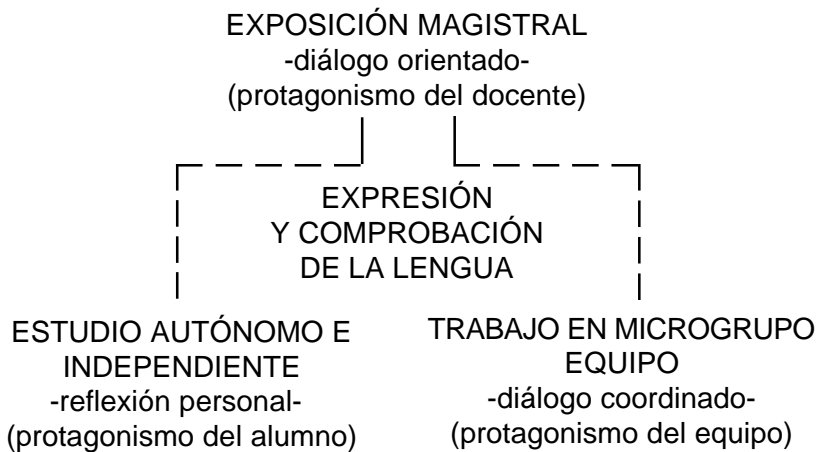 EXPOSICIÓN MAGISTRAL
-diálogo orientado-
(protagonismo del docente)
EXPRESIÓN
Y COMPROBACIÓN
DE LA LENGUA
ESTUDIO AUTÓNOMO E
INDEPENDIENTE
-reflexión personal-
(protagonismo del alumno)
TRABAJO EN MICROGRUPO
EQUIPO
-diálogo coordinado-
(protagonismo del equipo)